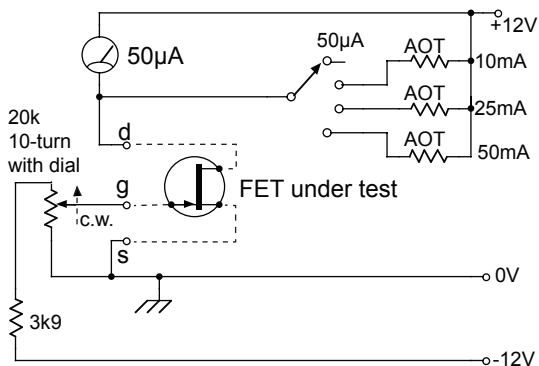 +12V
50µA
50µA
AOT
10mA
AOT
25mA
AOT
50mA
20k
10-turn
with dial
d
g
c.w.
s
FET under test
0V
3k9
-12V